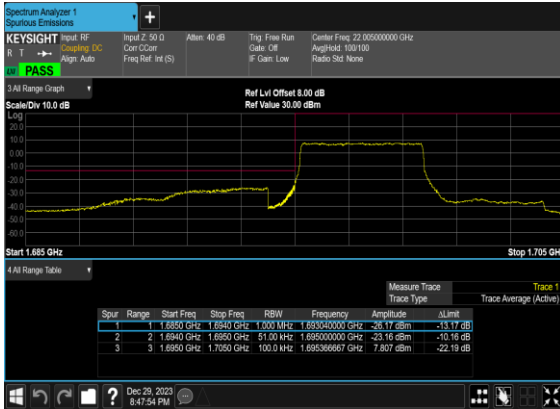 Spectrum Analyzer 1
Spurious Emissions
+
KEYSIGHT Input: RF Input Z: 50 Ω Atten: 40 dB Trig: Free Run Center Freq: 22.005000000 GHz
R T Coupling: DC Corr CCorr Gate: Off Avg|Hold: 100/100
Align: Auto Freq Ref: Int (S) IF Gain: Low Radio Std: None
PASS
3 All Range Graph Ref Lvl Offset 8.00 dB
Scale/Div 10.0 dB Ref Value 30.00 dBm
Log
20.0
10.0
0.00
-10.0
-20.0
-30.0
-40.0
-50.0
-60.0
Start 1.685 GHz Stop 1.705 GH
4 All Range Table
Measure Trace Trace 1
Trace Type Trace Average (Active)
Spur Range Start Freq Stop Freq RBW Frequency Amplitude ΔLimit
1 1 1.6850 GHz 1.6940 GHz 1.000 MHz 1.693040000 GHz -26.17 dBm -13.17 dB
2 2 1.6940 GHz 1.6950 GHz 51.00 kHz 1.695000000 GHz -23.16 dBm -10.16 dB
3 3 1.6950 GHz 1.7050 GHz 100.0 kHz 1.695366667 GHz 7.807 dBm -22.19 dB
? Dec 29, 2023
8:47:54 PM